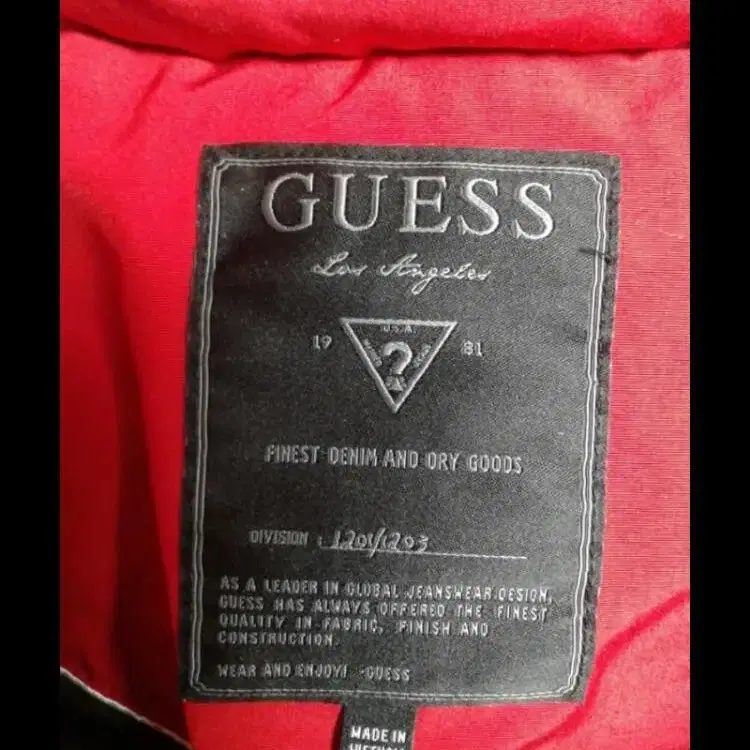 GUESS
Los Angeles
U.S.A.
19 ? 81
FINEST DENIM AND DRY GOODS
DIVISION : 1201/1203
AS A LEADER IN GLOBAL JEANSWEAR DESIGN,
GUESS HAS ALWAYS OFFERED THE FINEST
QUALITY IN FABRIC, FINISH AND
CONSTRUCTION.
WEAR AND ENJOY! -GUESS
MADE IN